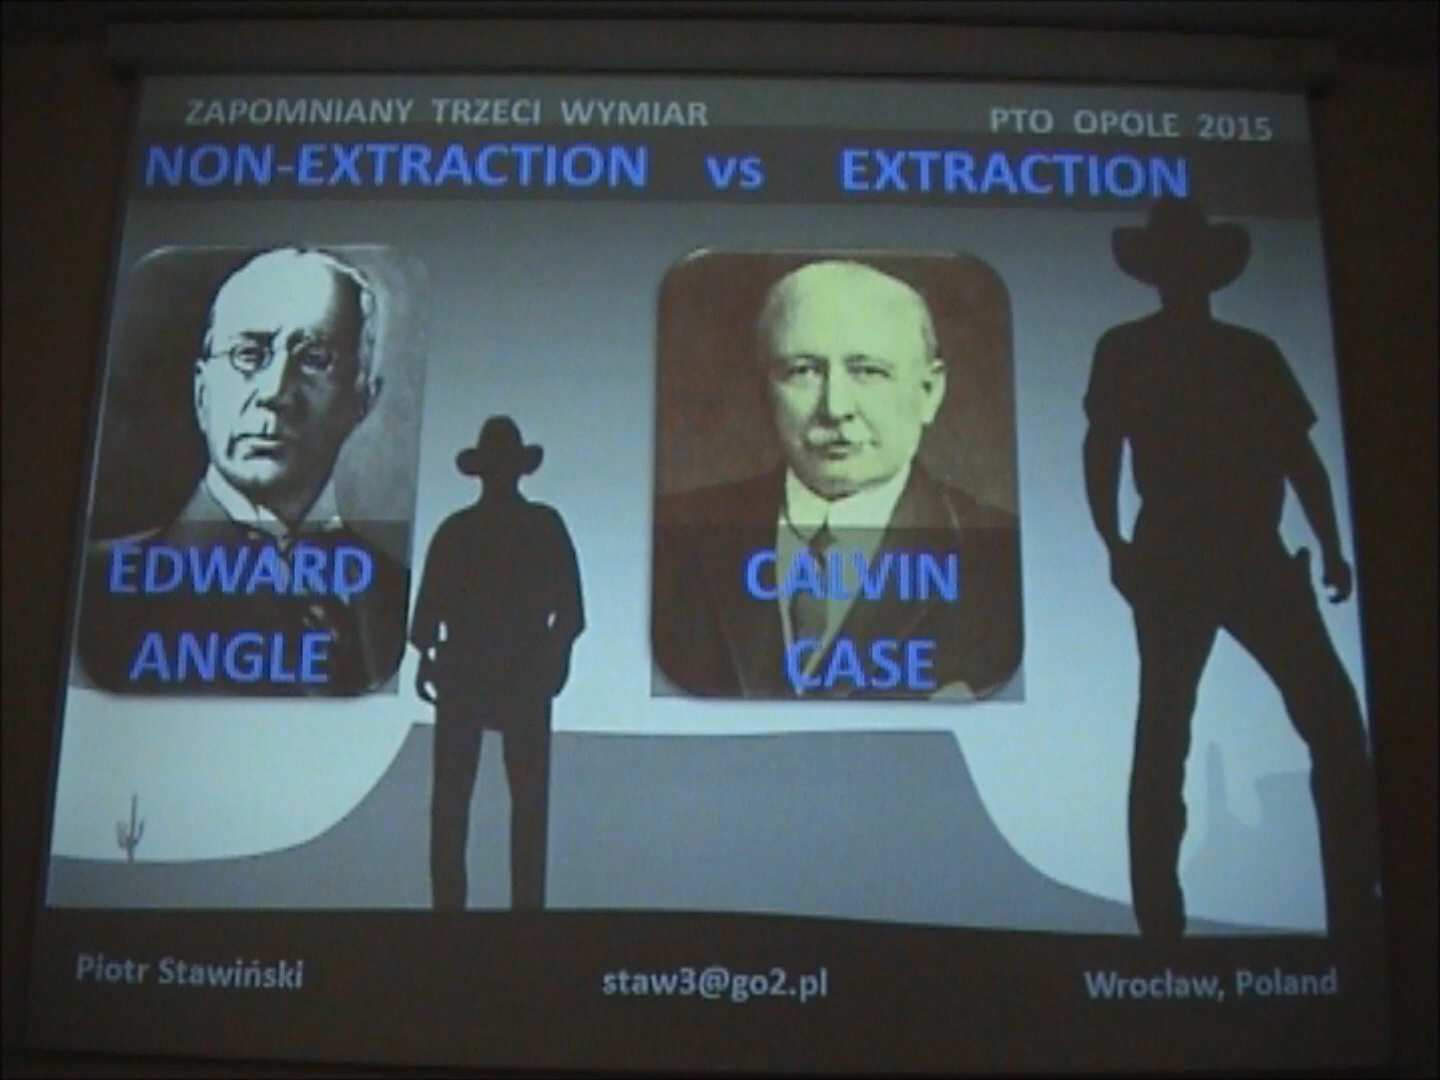 ZAPOMNIANY TRZECI WYMIAR
PTO OPOLE 2015
NON-EXTRACTION vs EXTRACTION
EDWARD
ANGLE
CALVIN
CASE
Piotr Stawiński
staw3@go2.pl
Wrocław, Poland